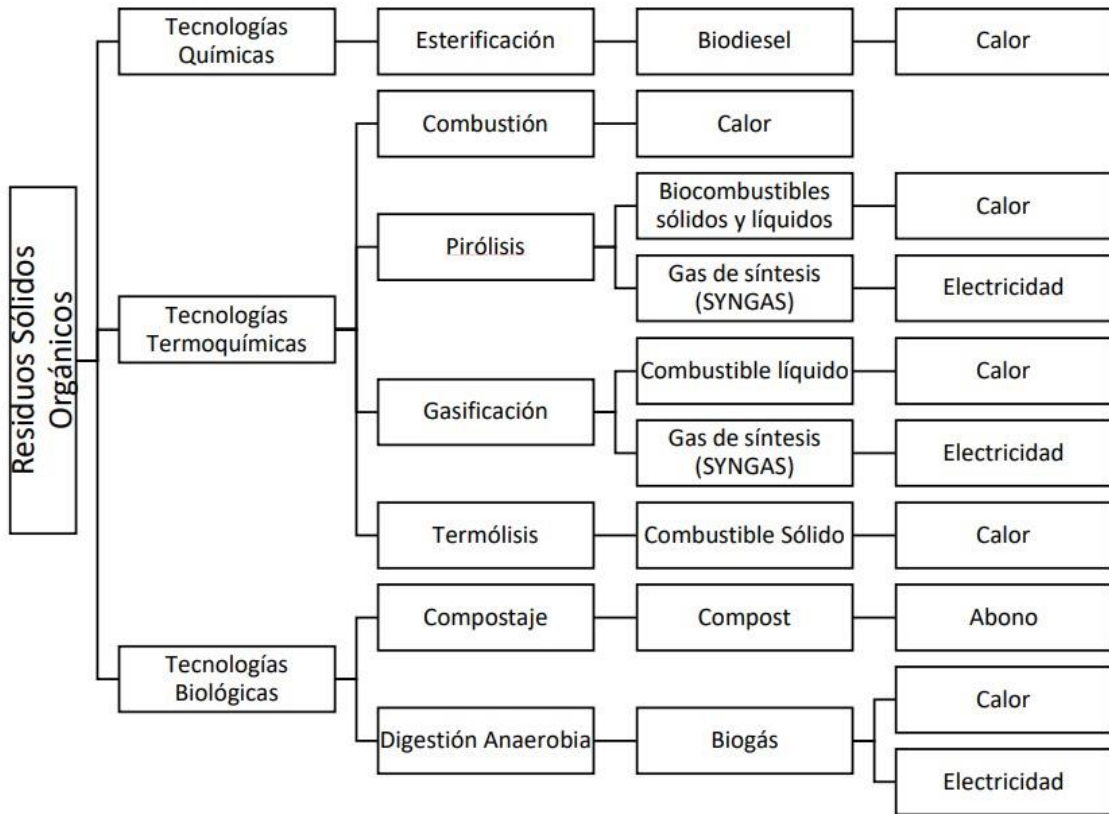 Residuos Sólidos
Orgánicos
Tecnologías
Químicas
Esterificación
Biodiesel
Calor
Tecnologías
Termoquímicas
Combustión
Calor
Pirólisis
Biocombustibles
sólidos y líquidos
Calor
Gas de síntesis
(SYNGAS)
Electricidad
Gasificación
Combustible líquido
Calor
Gas de síntesis
(SYNGAS)
Electricidad
Termólisis
Combustible Sólido
Calor
Tecnologías
Biológicas
Compostaje
Compost
Abono
Digestión Anaerobia
Biogás
Calor
Electricidad